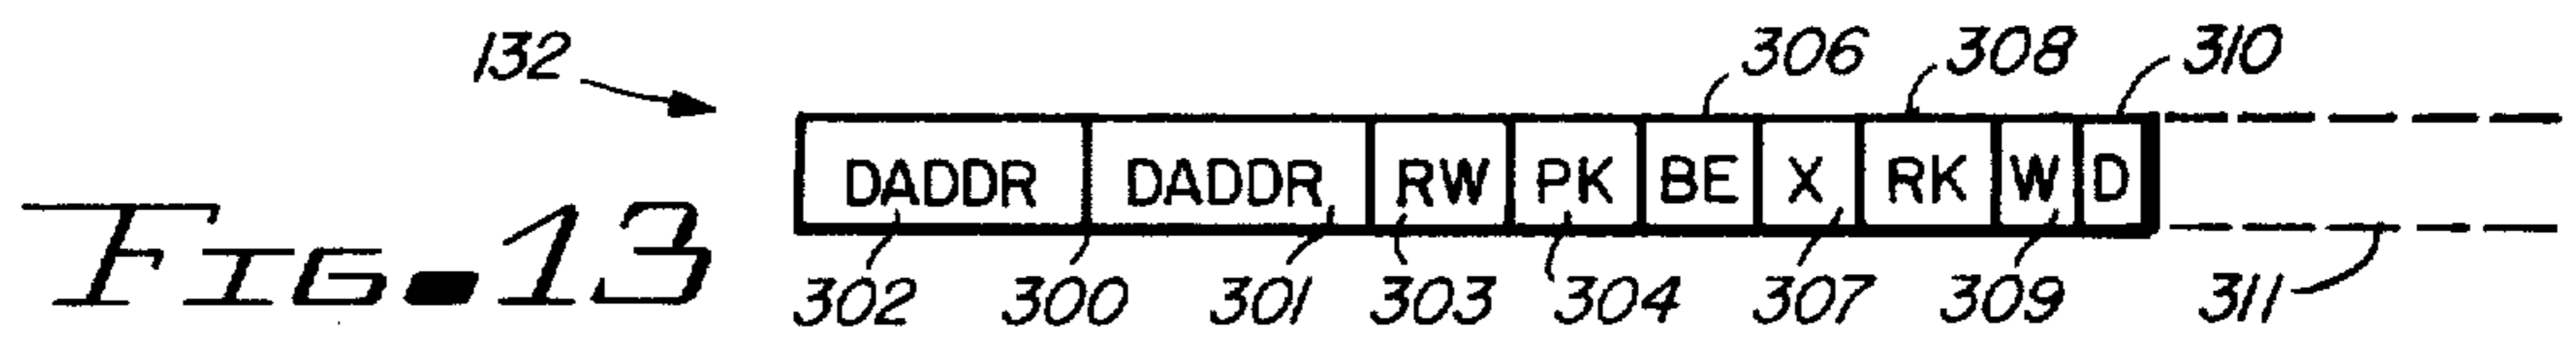 132 306 308 310
DADDR DADDR RW PK BE X RK W D
FIG. 13 302 300 301 303 304 307 309 311